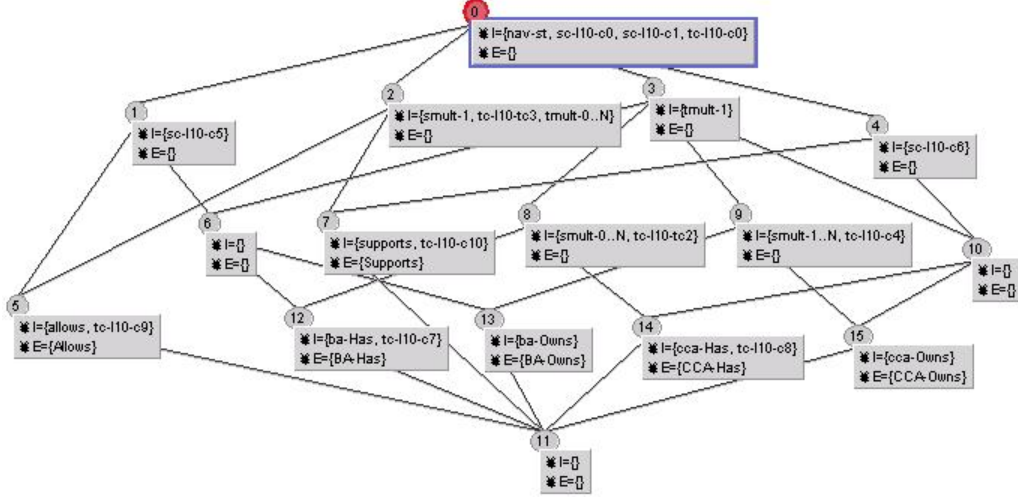 0
I={nav-st, sc-l10-c0, sc-l10-c1, tc-l10-c0}
E={}
1
I={sc-l10-c5}
E={}
2
I={smult-1, tc-l10-tc3, tmult-0..N}
E={}
3
I={tmult-1}
E={}
4
I={sc-l10-c6}
E={}
5
I={allows, tc-l10-c9}
E={Allows}
6
I={}
E={}
7
I={supports, tc-l10-c10}
E={Supports}
8
I={smult-0..N, tc-l10-tc2}
E={}
9
I={smult-1..N, tc-l10-c4}
E={}
10
I={}
E={}
12
I={ba-Has, tc-l10-c7}
E={BA-Has}
13
I={ba-Owns}
E={BA-Owns}
14
I={cca-Has, tc-l10-c8}
E={CCA-Has}
15
I={cca-Owns}
E={CCA-Owns}
11
I={}
E={}